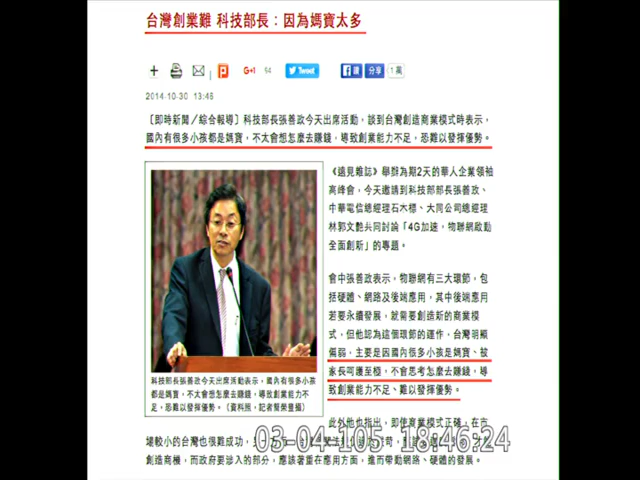 台灣創業難 科技部長：因為媽寶太多
G+1 94 Tweet 讚 分享 1 萬
2014-10-30 13:46
〔即時新聞／綜合報導〕科技部長張善政今天出席活動，談到台灣創造商業模式時表示，
國內有很多小孩都是媽寶，不太會想怎麼去賺錢，導致創業能力不足，恐難以發揮優勢。
《遠見雜誌》舉辦為期2天的華人企業領袖
高峰會，今天邀請到科技部部長張善政、
中華電信總經理石木標、大同公司總經理
林郭文艷共同討論「4G加速，物聯網啟動
全面創新」的專題。
會中張善政表示，物聯網有三大環節，包
括硬體、網路及後端應用，其中後端應用
若要永續發展，就需要創造新的商業模
式，但他認為這個環節的運作，台灣明顯
偏弱，主要是因國內很多小孩是媽寶、被
家長呵護至極，不會思考怎麼去賺錢，導
致創業能力不足、難以發揮優勢。
科技部長張善政今天出席活動表示，國內有很多小孩
都是媽寶，不太會想怎麼去賺錢，導致創業能力不
足，恐難以發揮優勢。（資料照，記者
此外他也指出，即使商業模式正確，在市
場較小的台灣也很難成功，
03-04-105 18:46:24
創造商機，而政府要涉入的部分，應該著重在應用方面，進而帶動網路、硬體的發展。